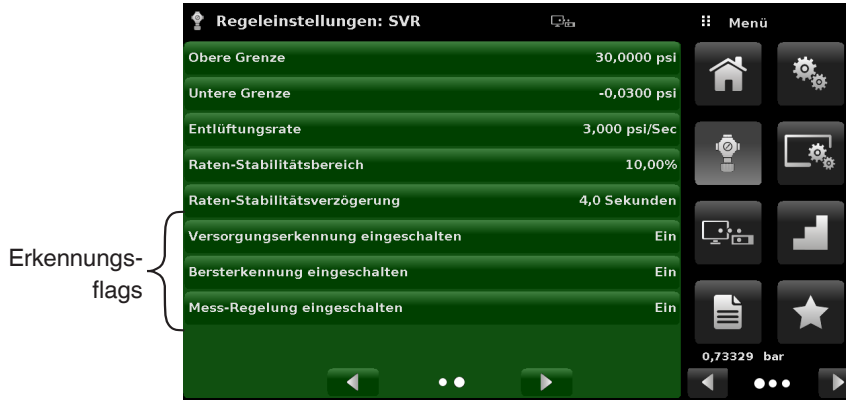 Regeleinstellungen: SVR
Menü
Obere Grenze 30,0000 psi
Untere Grenze -0,0300 psi
Entlüftungsrate 3,000 psi/Sec
Raten-Stabilitätsbereich 10,00%
Raten-Stabilitätsverzögerung 4,0 Sekunden
Versorgungserkennung eingeschalten Ein
Bersterkennung eingeschalten Ein
Mess-Regelung eingeschalten Ein
Erkennungs-
flags
0,73329 bar